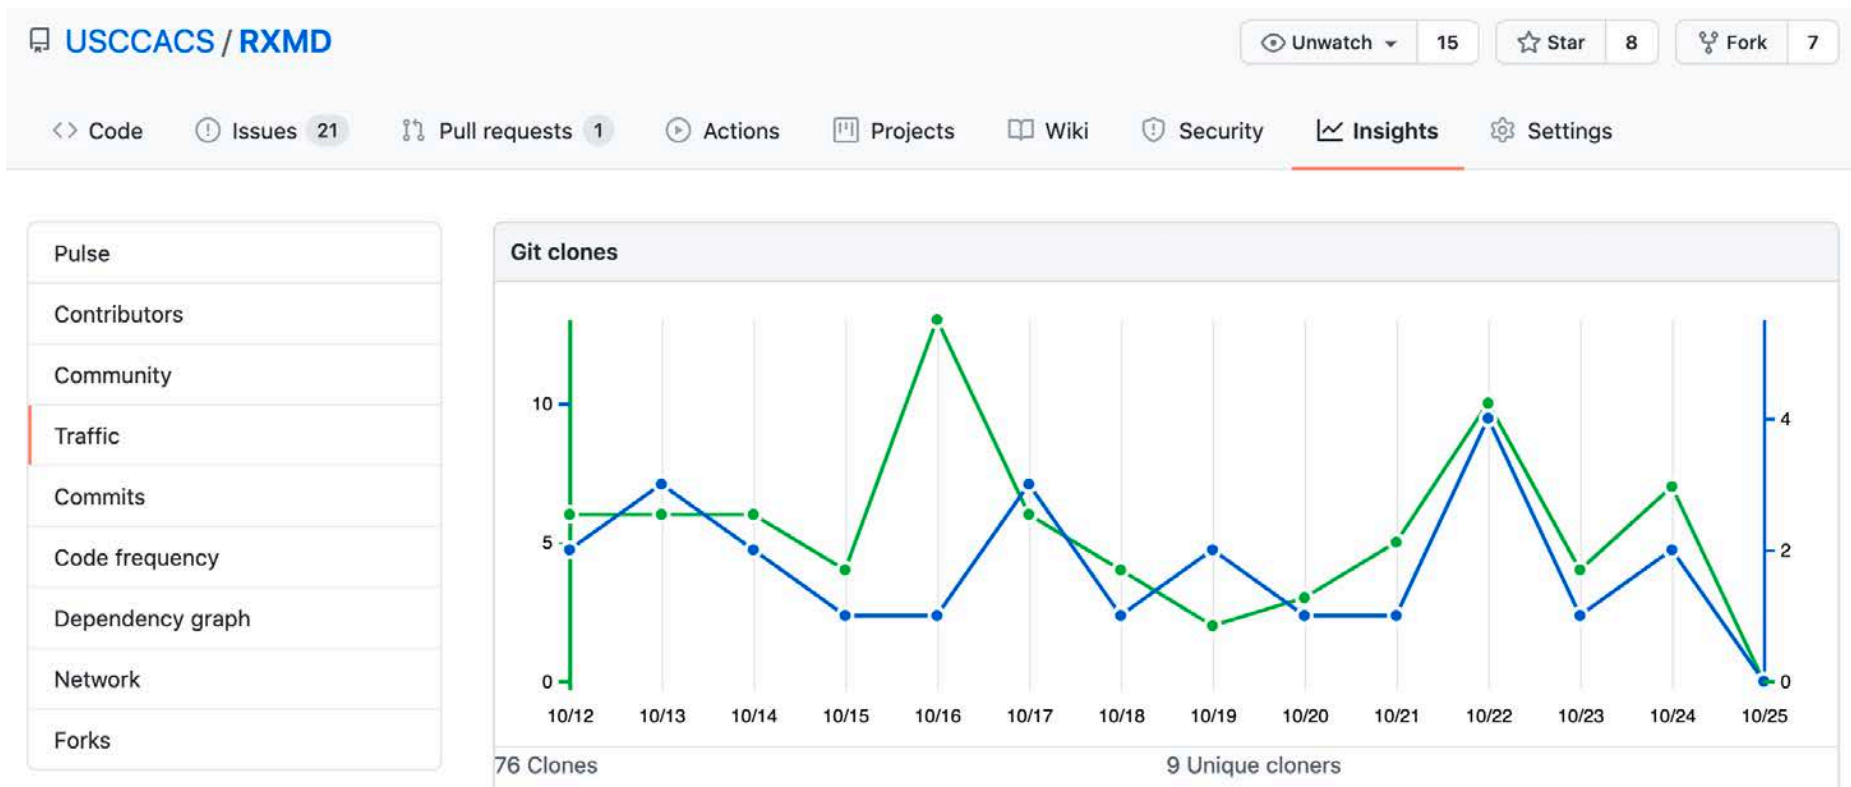 USCCACS / RXMD
Unwatch 15 Star 8 Fork 7
Code Issues 21 Pull requests 1 Actions Projects Wiki Security Insights Settings
Pulse
Contributors
Community
Traffic
Commits
Code frequency
Dependency graph
Network
Forks
Git clones
10
5
0
4
2
0
10/12 10/13 10/14 10/15 10/16 10/17 10/18 10/19 10/20 10/21 10/22 10/23 10/24 10/25
76 Clones 9 Unique cloners